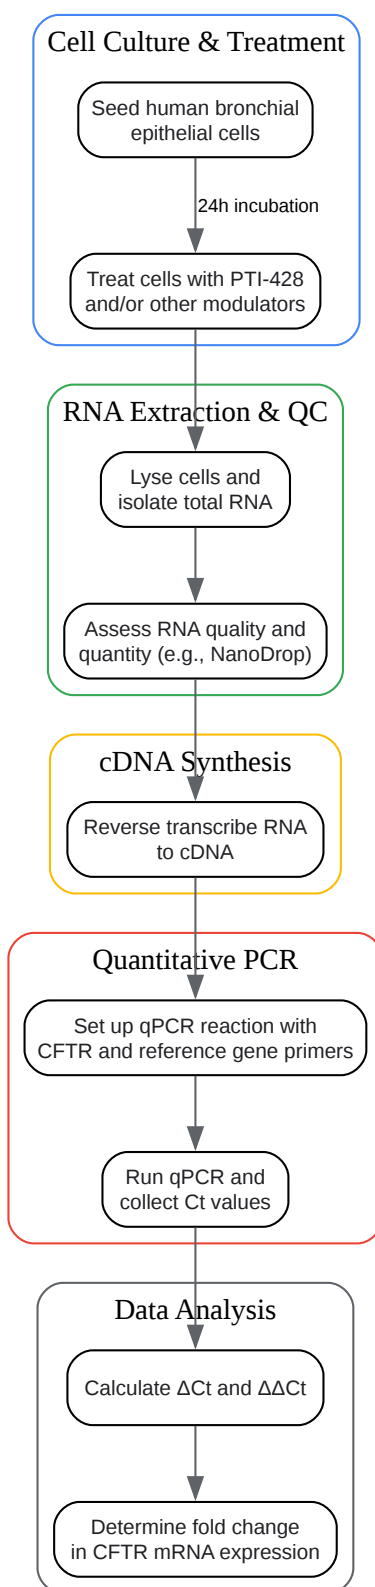 Cell Culture & Treatment
Seed human bronchial
epithelial cells
24h incubation
Treat cells with PTI-428
and/or other modulators
RNA Extraction & QC
Lyse cells and
isolate total RNA
Assess RNA quality and
quantity (e.g., NanoDrop)
cDNA Synthesis
Reverse transcribe RNA
to cDNA
Quantitative PCR
Set up qPCR reaction with
CFTR and reference gene primers
Run qPCR and
collect Ct values
Data Analysis
Calculate ΔCt and ΔΔCt
Determine fold change
in CFTR mRNA expression